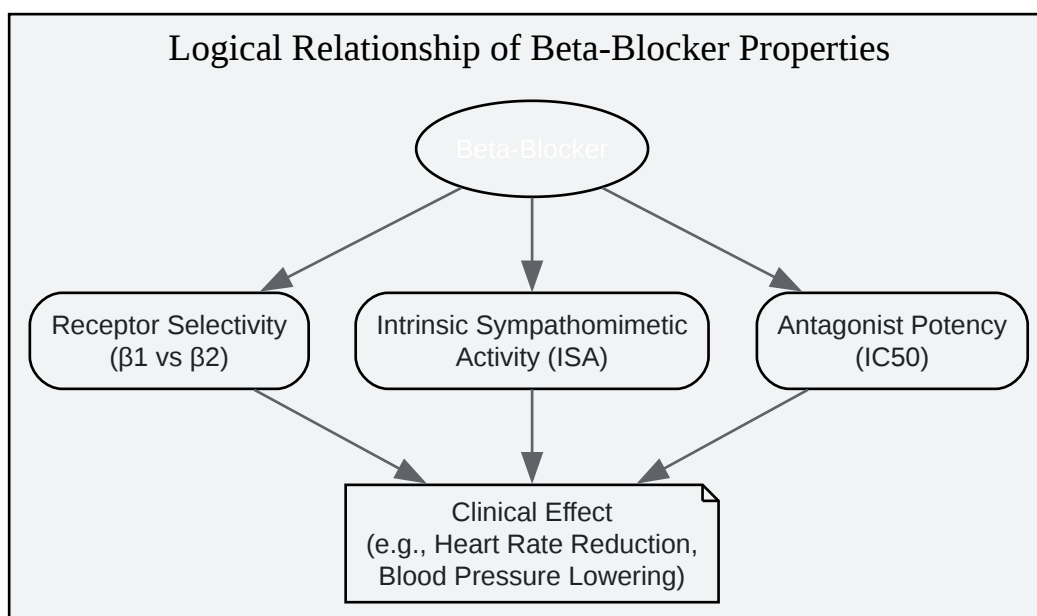 Logical Relationship of Beta-Blocker Properties
Beta-Blocker
Receptor Selectivity
(β1 vs β2)
Intrinsic Sympathomimetic
Activity (ISA)
Antagonist Potency
(IC50)
Clinical Effect
(e.g., Heart Rate Reduction,
Blood Pressure Lowering)